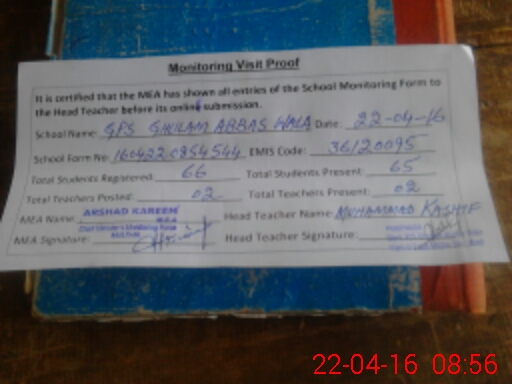 Monitoring Visit Proof
It is certified that the MEA has shown all entries of the School Monitoring Form to
the Head Teacher before its online submission.
School Name: GPS GHULAM ABBAS WALA Date: 22-04-16
School Form No: 160422 0854544 EMIS Code: 36120095
Total Students Registered: 66 Total Students Present: 65
Total Teachers Posted: 02 Total Teachers Present: 02
MEA Name: ARSHAD KAREEM Head Teacher Name: MUHAMMAD KASHIF
MEA Signature: Head Teacher Signature:
22-04-16 08:56